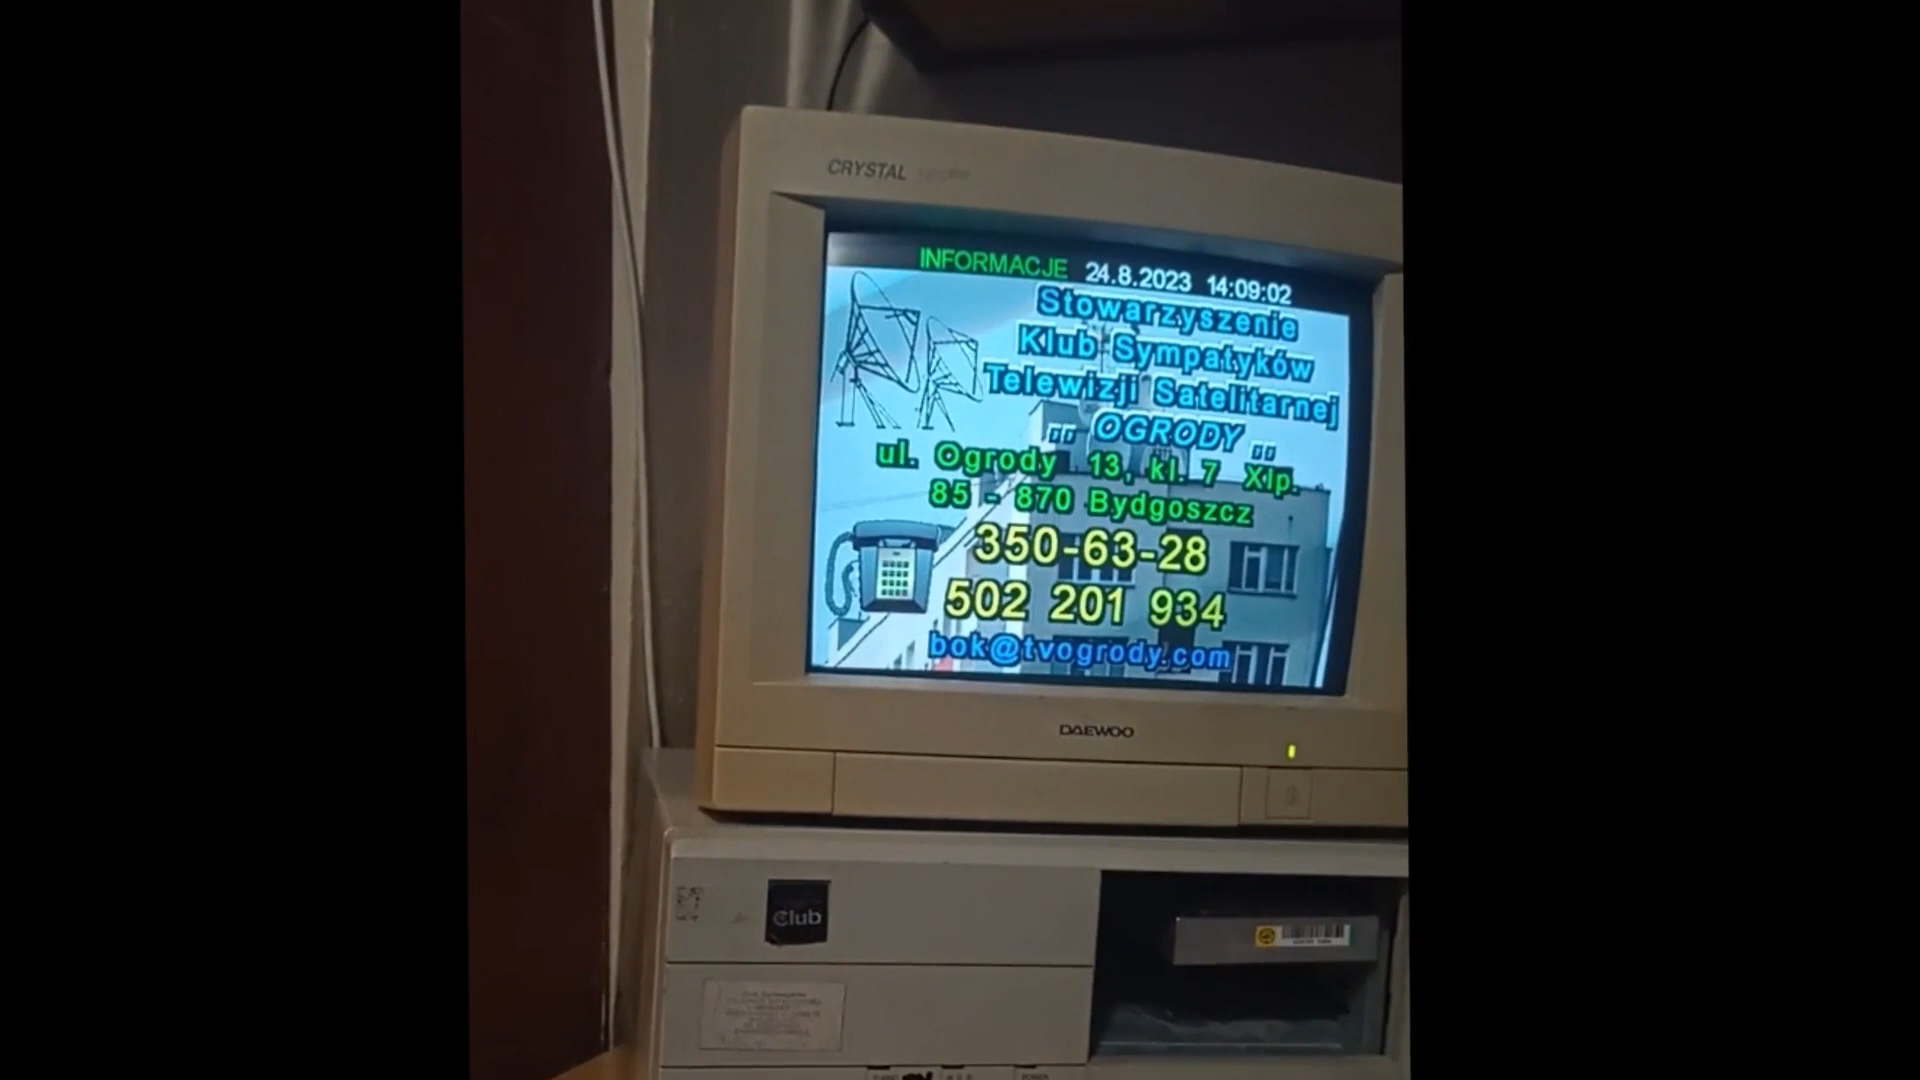 CRYSTAL
INFORMACJE 24.8.2023 14:09:02
Stowarzyszenie
Klub Sympatyków
Telewizji Satelitarnej
,, OGRODY ,,
ul. Ogrody 13, kl. 7 XIp.
85 - 870 Bydgoszcz
350-63-28
502 201 934
bok@tvogrody.com
DAEWOO
Club